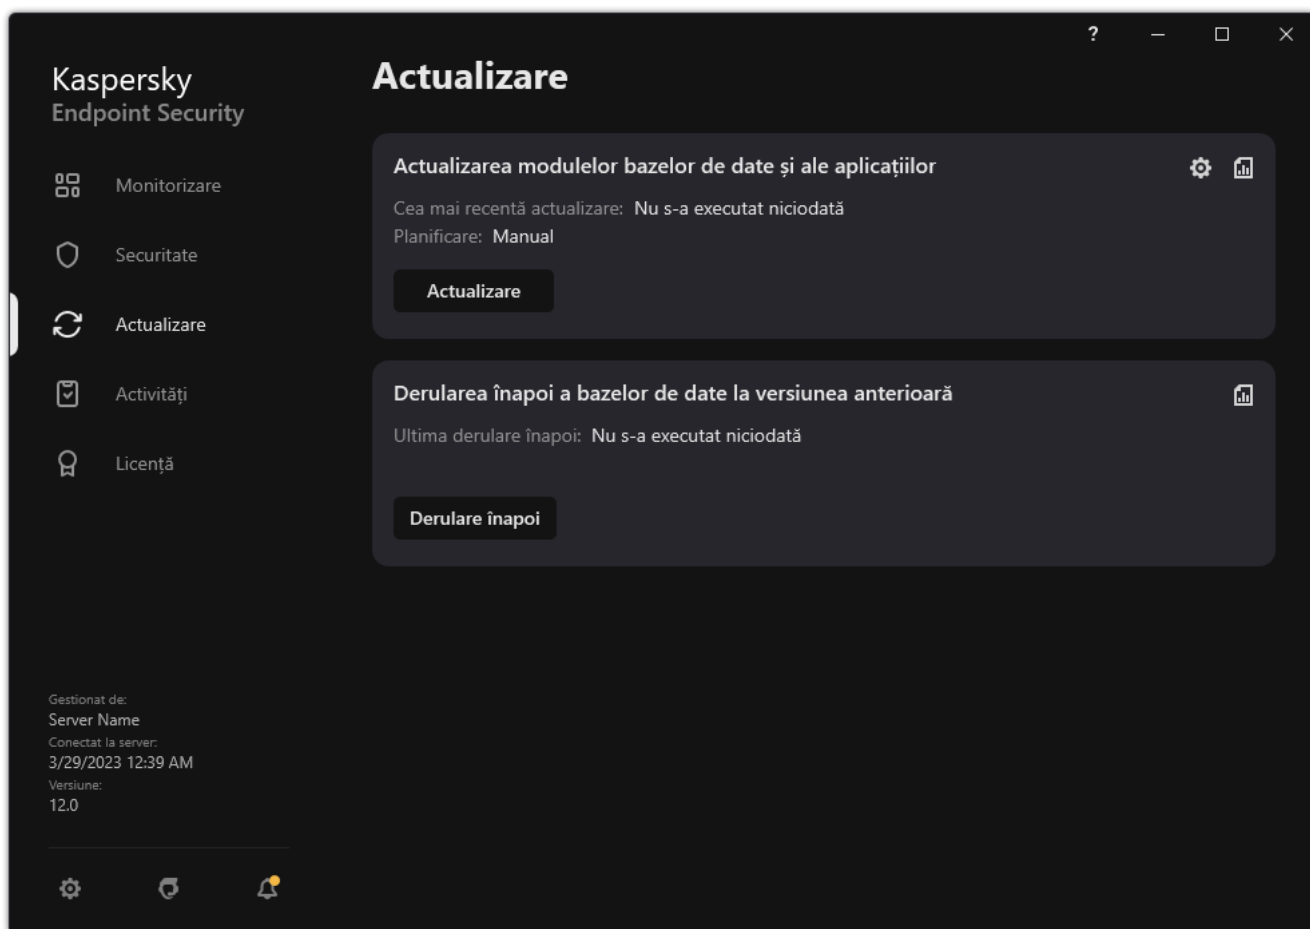 ?
Kaspersky
Endpoint Security
Monitorizare
Securitate
Actualizare
Activități
Licență
Gestionat de:
Server Name
Conectat la server:
3/29/2023 12:39 AM
Versiune:
12.0
Actualizare
Actualizarea modulelor bazelor de date și ale aplicațiilor
Cea mai recentă actualizare: Nu s-a executat niciodată
Planificare: Manual
Actualizare
Derularea înapoi a bazelor de date la versiunea anterioară
Ultima derulare înapoi: Nu s-a executat niciodată
Derulare înapoi